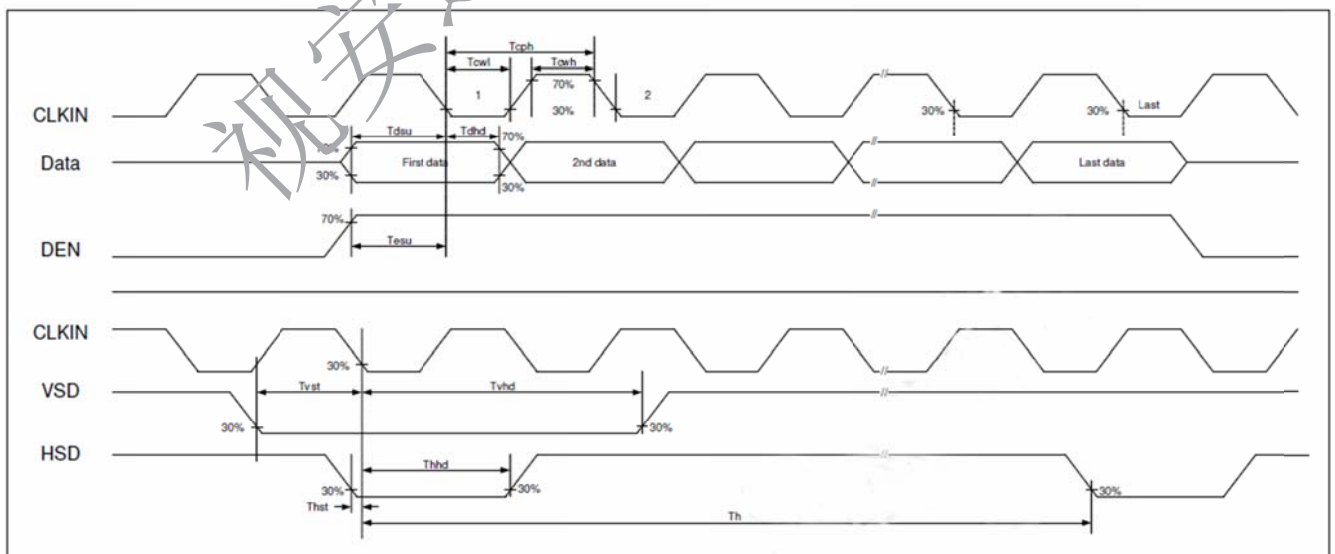 视安
Tcph
Tcwl Tcwh
CLKIN 1 70% 30% 2 30% 30% Last
Tdsu Tdhd 70%
Data First data 2nd data Last data
30% 30%
70%
DEN Tesu
CLKIN 30%
Tvst Tvhd
VSD 30% 30%
HSD Thhd
30% 30% 30%
Thst Th